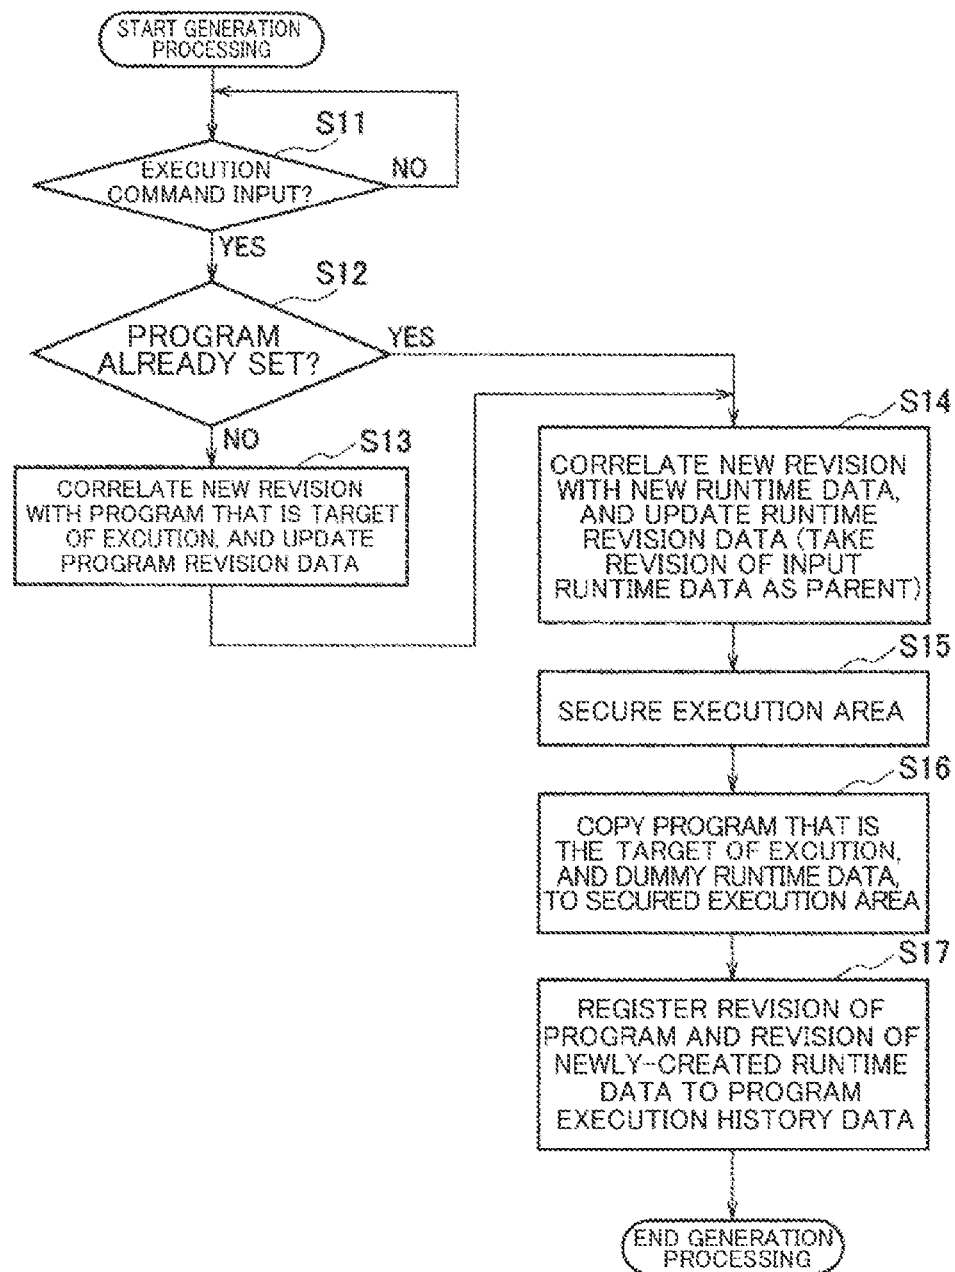 START GENERATION
PROCESSING
S11
EXECUTION
COMMAND INPUT?
NO
YES
S12
PROGRAM
ALREADY SET?
YES
NO
S13
CORRELATE NEW REVISION
WITH PROGRAM THAT IS TARGET
OF EXCUTION, AND UPDATE
PROGRAM REVISION DATA
S14
CORRELATE NEW REVISION
WITH NEW RUNTIME DATA,
AND UPDATE RUNTIME
REVISION DATA (TAKE
REVISION OF INPUT
RUNTIME DATA AS PARENT)
S15
SECURE EXECUTION AREA
S16
COPY PROGRAM THAT IS
THE TARGET OF EXCUTION,
AND DUMMY RUNTIME DATA,
TO SECURED EXECUTION AREA
S17
REGISTER REVISION OF
PROGRAM AND REVISION OF
NEWLY-CREATED RUNTIME
DATA TO PROGRAM
EXECUTION HISTORY DATA
END GENERATION
PROCESSING